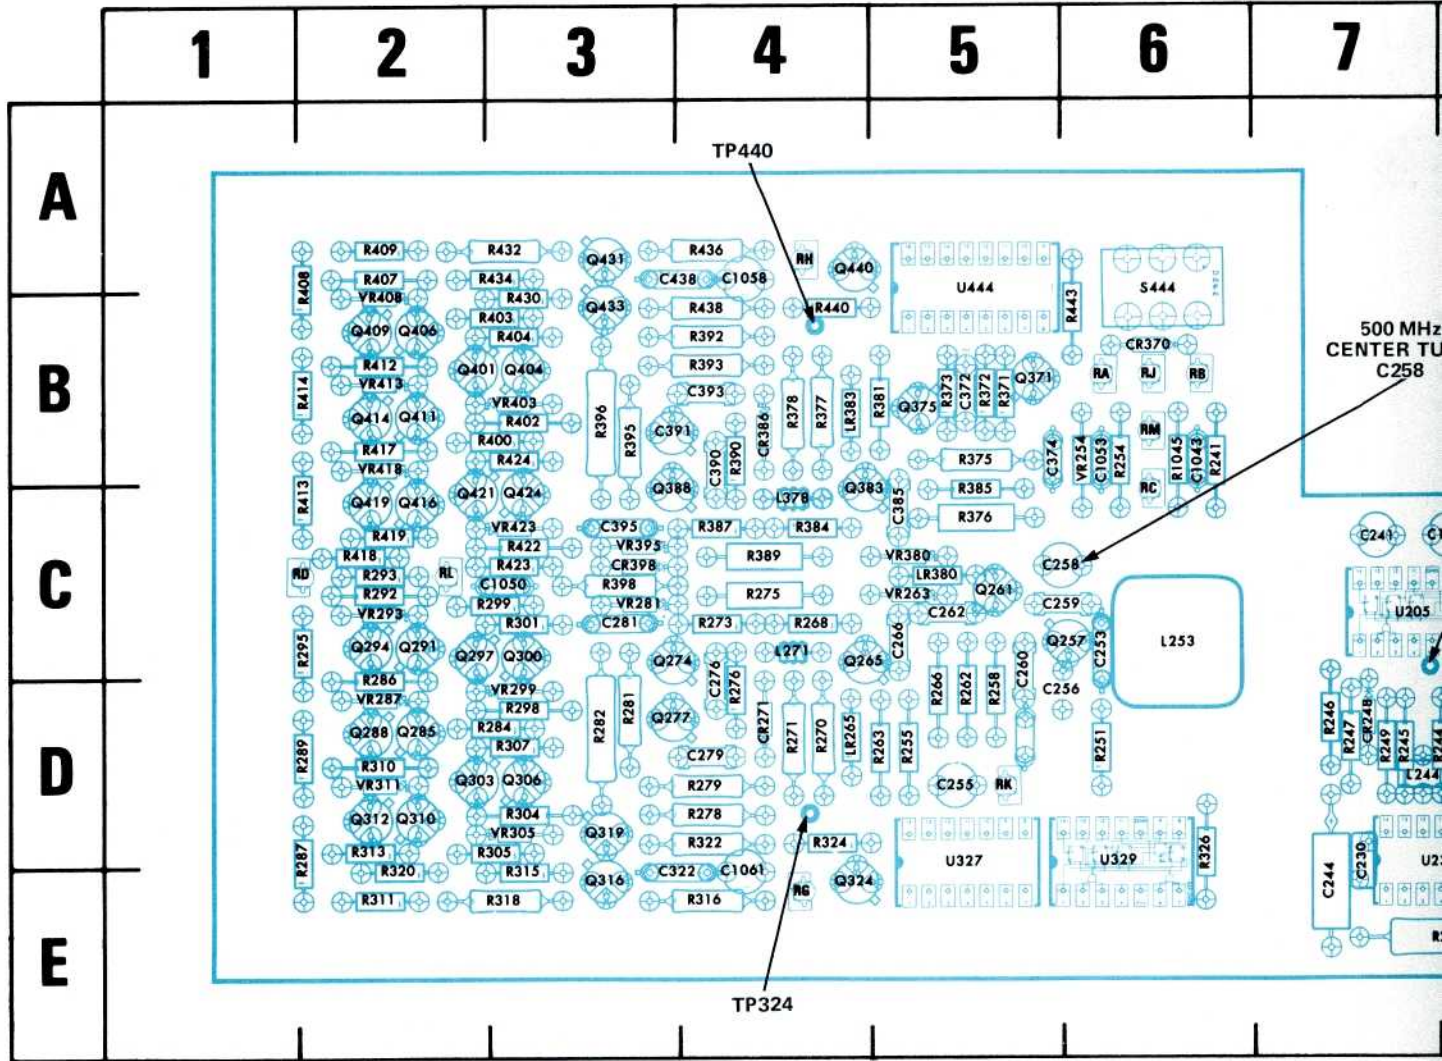 1 2 3 4 5 6 7
A
TP440
R409 R432 Q431 R436 RH Q440
R408 R407 R434 C438 C1058 U444 R443 S444
VR408 R430 Q433 R438 R440
R403
Q409 Q406 R404 R392
500 MHz
CENTER TU
C258
CR370
B
R412 Q401 Q404 R393 R373 C372 R372 R371 Q371 RA RJ RB
R414 VR413 C393
VR403 R396 R395 CR386 R378 R377 LR383 R381 Q375
Q414 Q411 R402 C391 RM
R400
R417 R424 C390 R390 R375 C374 VR254 C1053 R254 R1045 C1043 R241
VR418
R413 Q419 Q416 Q421 Q424 Q388 L378 Q383 C385 R385 RC
R376
VR423 C395 R387 R384
R419 C241
R418 R422 VR395 R389 VR380 C258
C
RD R293 RL R423 CR398 LR380 Q261
R292 C1050 R398 R275 VR263
VR293 R299 VR281 C262 C259 U205
R301 C281 R273 R268
R295 Q294 Q291 Q297 Q300 Q274 C276 R276 L271 Q265 C266 Q257 C253 L253
R286 VR299 R266 R262 R258 C260 C256
VR287 R298 R282 R281 Q277 CR271 R271 R270 LR265 R263 R255 R251 R246 R247 CR248 R249 R245 R244
R289 Q288 Q285 R284
R307
D
R310 Q303 Q306 C279 C255 RK L244
VR311 R279
Q312 Q310 R304 R278
VR305 Q319
R287 R313 R305 R322 R324 U327 U329 R326 C244 C230
R320 R315 Q316 C322 C1061 Q324
RG
R311 R318 R316
E
TP324